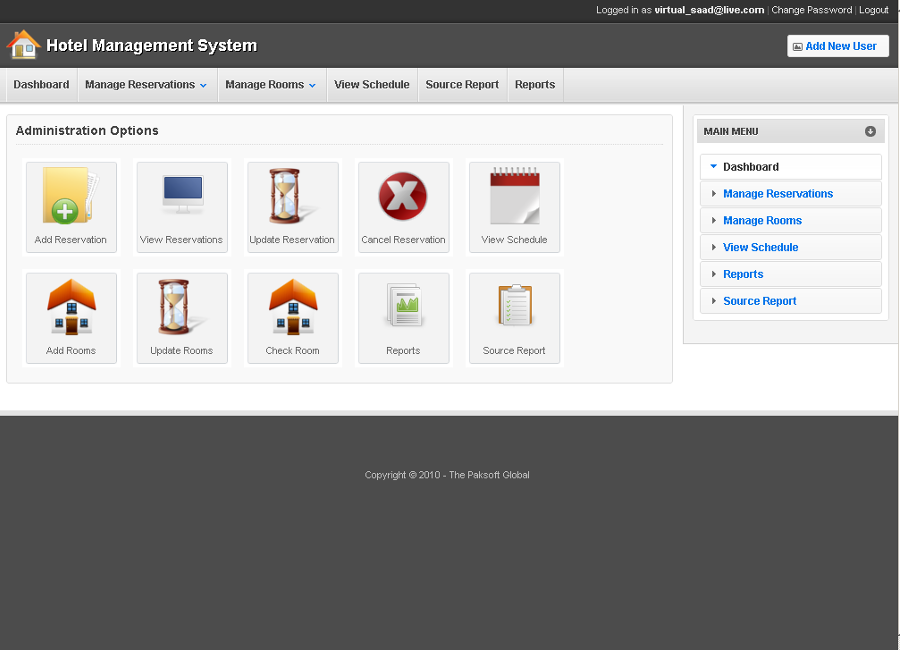 Logged in as virtual_saad@live.com | Change Password | Logout
Hotel Management System
Add New User
Dashboard Manage Reservations Manage Rooms View Schedule Source Report Reports
Administration Options
Add Reservation View Reservations Update Reservation Cancel Reservation View Schedule
Add Rooms Update Rooms Check Room Reports Source Report
MAIN MENU
Dashboard
Manage Reservations
Manage Rooms
View Schedule
Reports
Source Report
Copyright © 2010 - The Paksoft Global